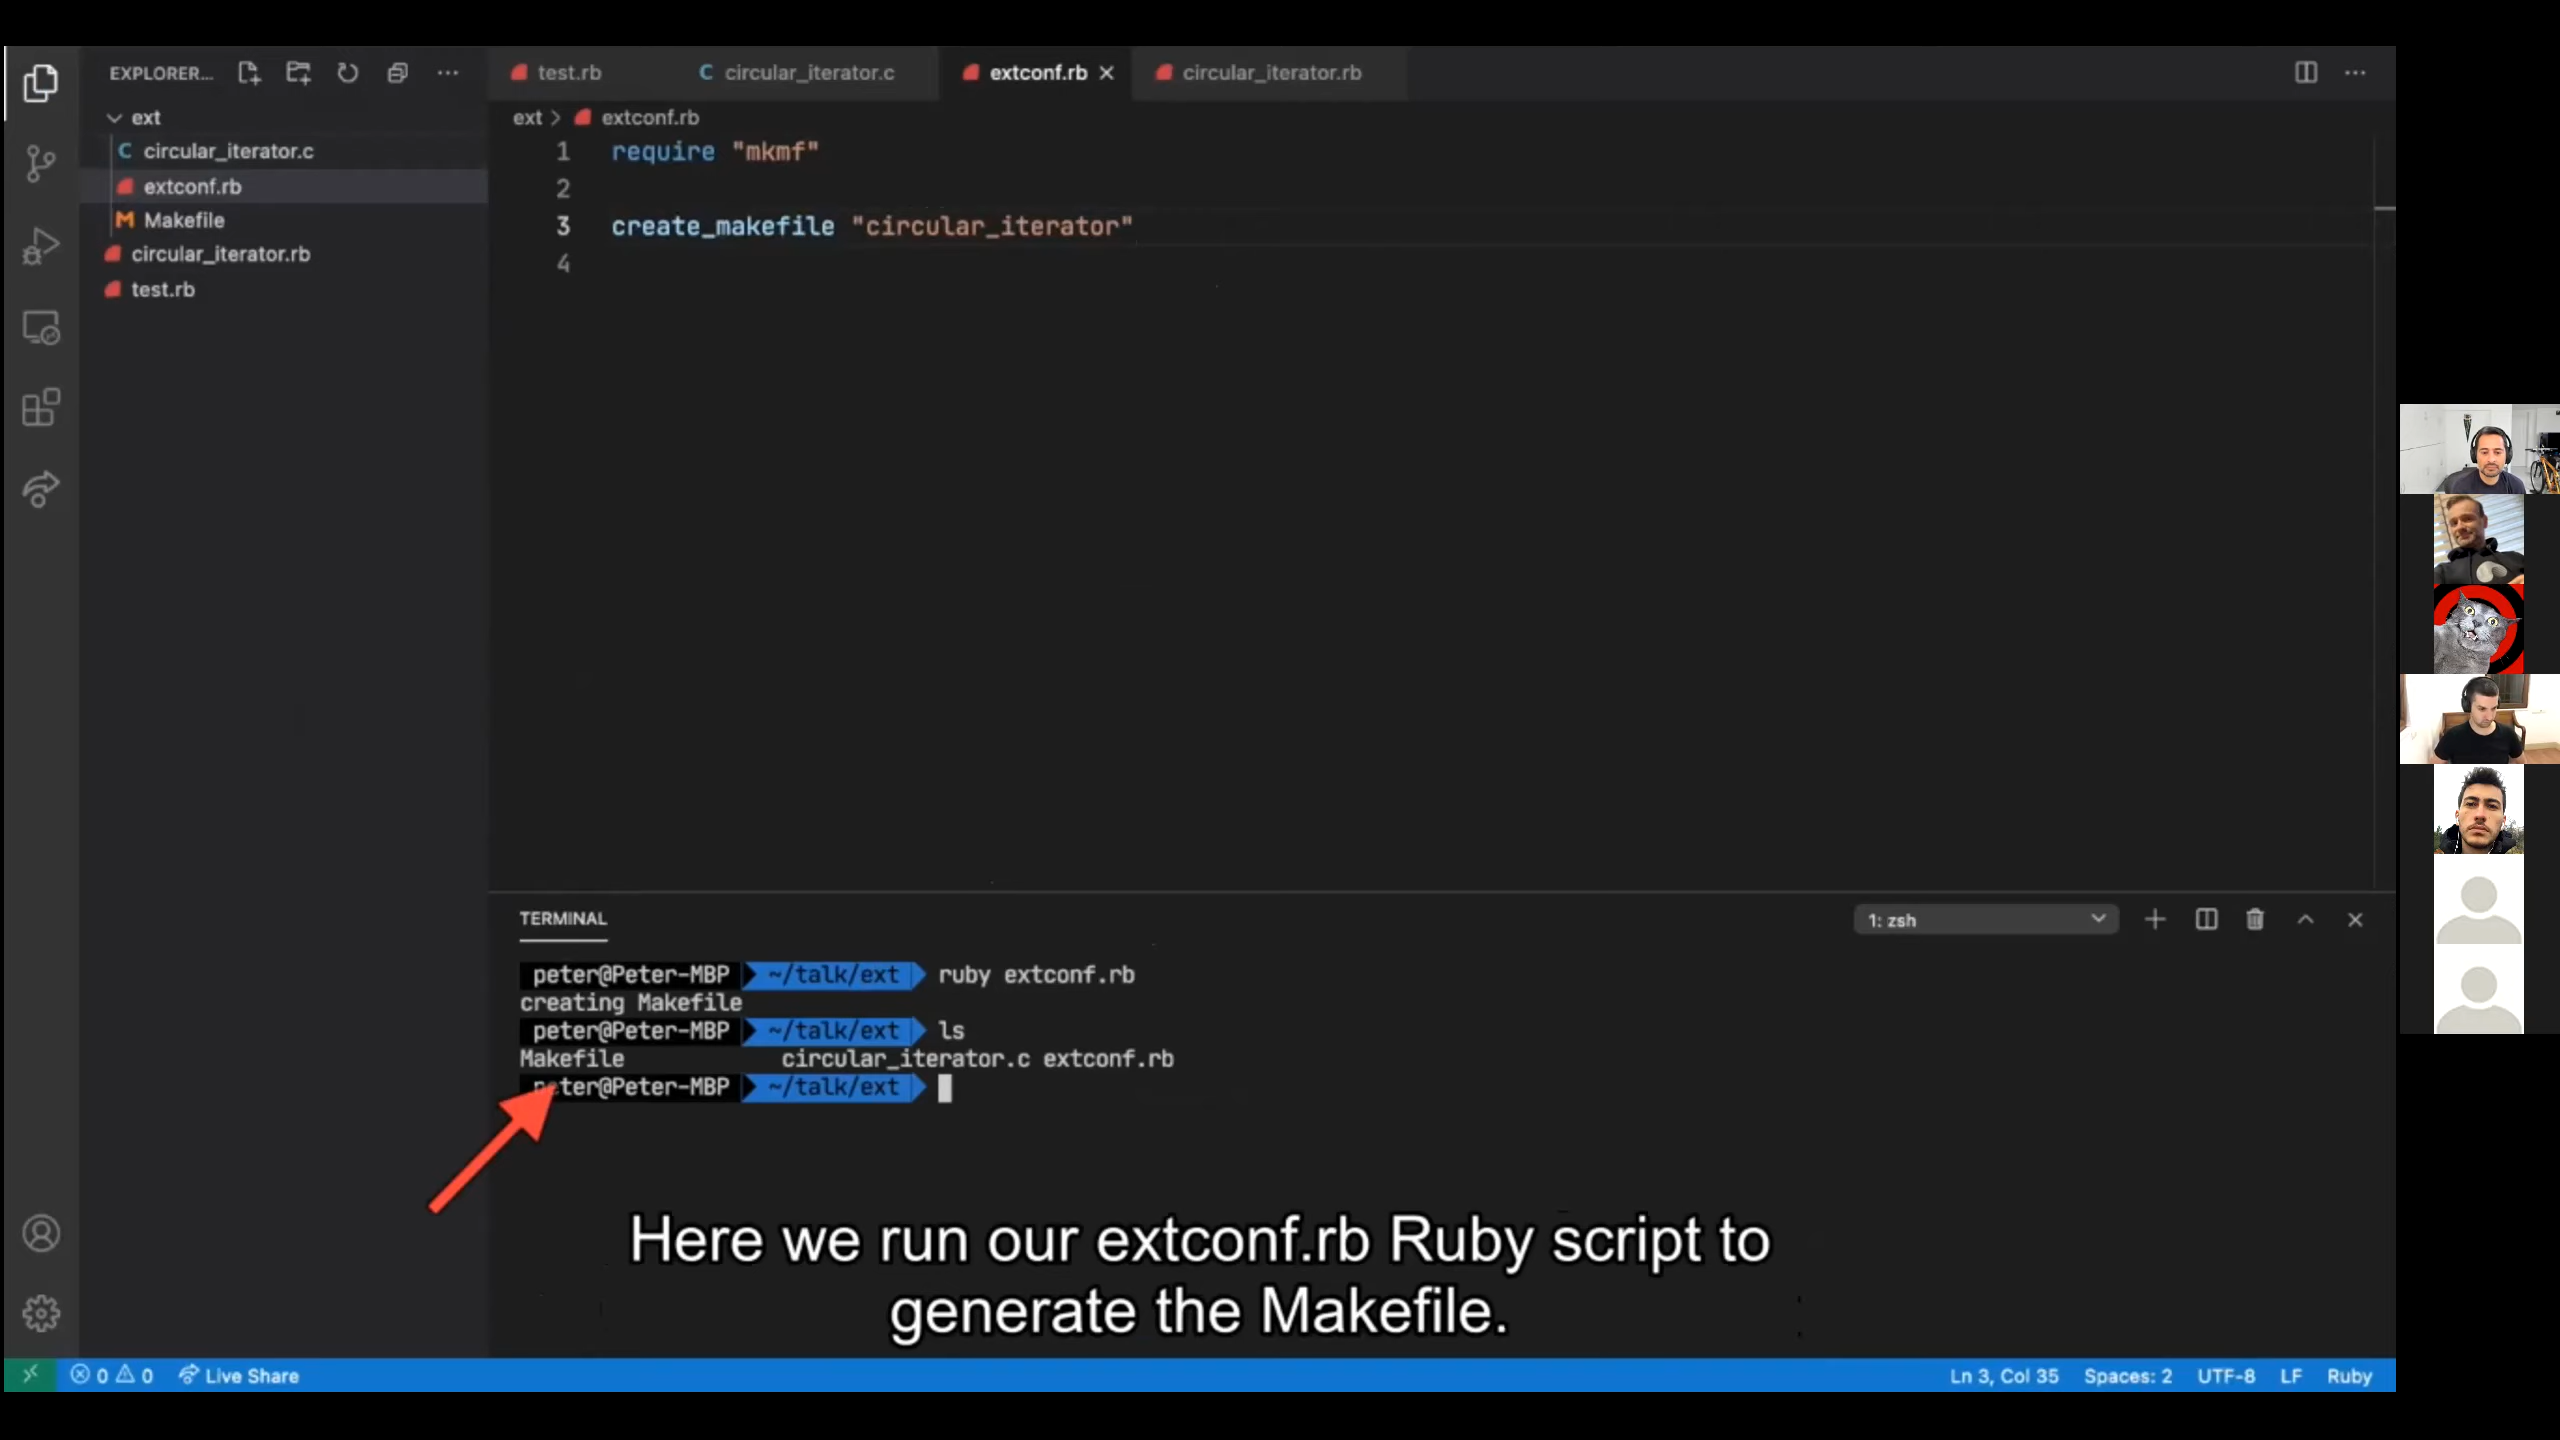 EXPLORER...
test.rb
C circular_iterator.c
extconf.rb
circular_iterator.rb
ext
C circular_iterator.c
extconf.rb
M Makefile
circular_iterator.rb
test.rb
ext > extconf.rb
1 require "mkmf"
2
3 create_makefile "circular_iterator"
4
TERMINAL
1: zsh
peter@Peter-MBP ~/talk/ext ruby extconf.rb
creating Makefile
peter@Peter-MBP ~/talk/ext ls
Makefile circular_iterator.c extconf.rb
peter@Peter-MBP ~/talk/ext
Here we run our extconf.rb Ruby script to
generate the Makefile.
0 0 Live Share
Ln 3, Col 35 Spaces: 2 UTF-8 LF Ruby